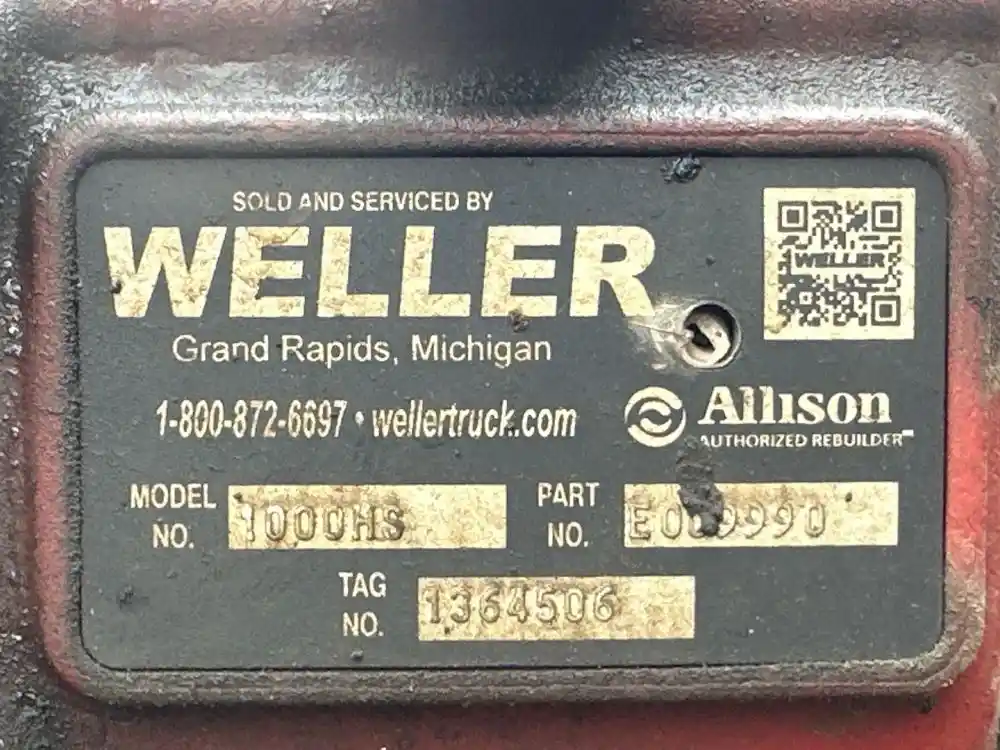 SOLD AND SERVICED BY
WELLER
WELLER
Grand Rapids, Michigan
1-800-872-6697 • wellertruck.com
Allison
AUTHORIZED REBUILDER
MODEL NO. 1000HS
PART NO.
TAG NO. 1364506